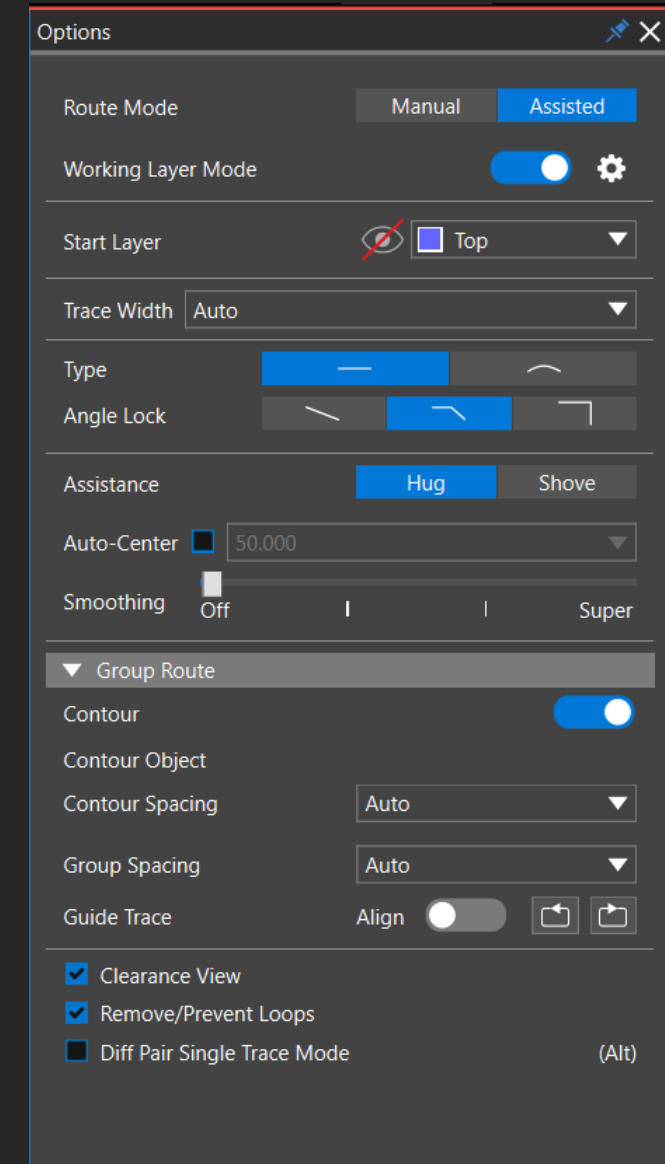 Options
Route Mode Manual Assisted
Working Layer Mode
Start Layer Top
Trace Width Auto
Type
Angle Lock
Assistance Hug Shove
Auto-Center 50.000
Smoothing Off Super
Group Route
Contour
Contour Object
Contour Spacing Auto
Group Spacing Auto
Guide Trace Align
Clearance View
Remove/Prevent Loops
Diff Pair Single Trace Mode (Alt)